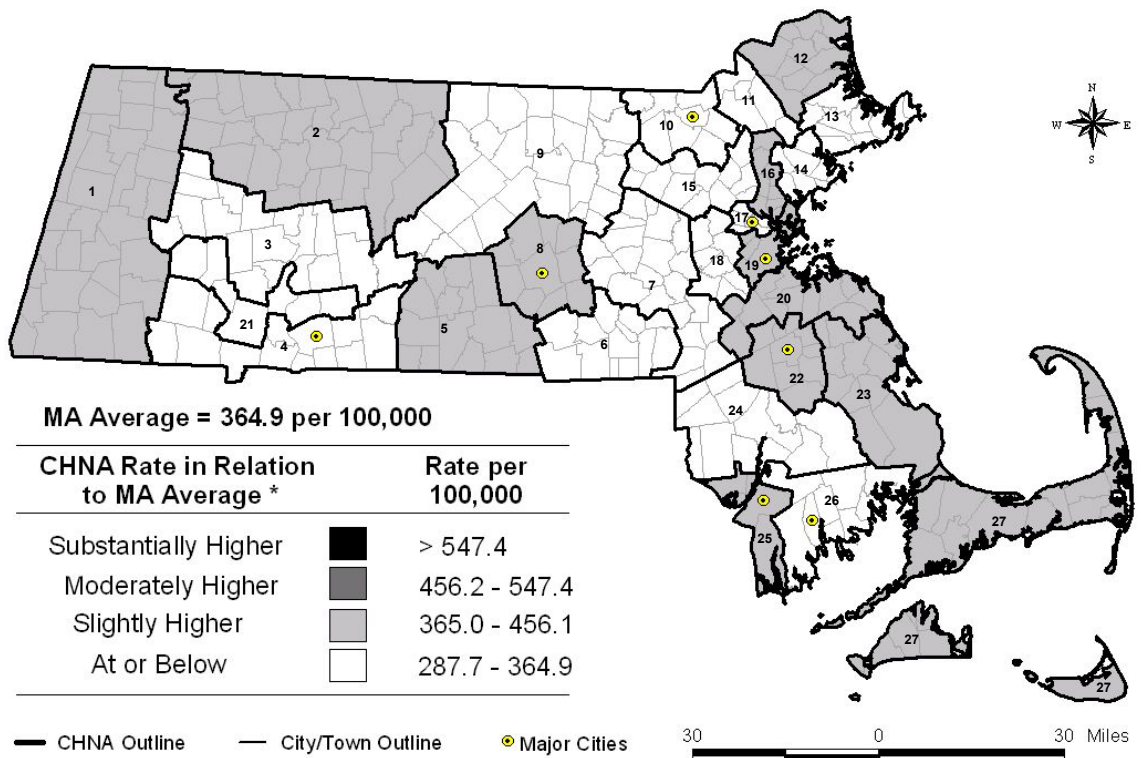 12
11
10
13
N
W E
S
2
9
16
14
1
15
17
3
8
18
19
7
20
21
5
6
4
22
23
MA Average = 364.9 per 100,000
24
CHNA Rate in Relation
to MA Average *
Rate per
100,000
26
27
25
Substantially Higher
> 547.4
Moderately Higher
456.2 - 547.4
Slightly Higher
365.0 - 456.1
27
At or Below
287.7 - 364.9
27
CHNA Outline
City/Town Outline
Major Cities
30 0 30 Miles